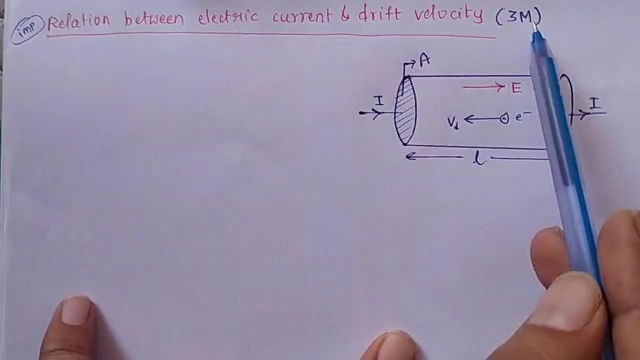 imp Relation between electric current & drift velocity (3M)
A
E
I
I
Vd
e⁻
l